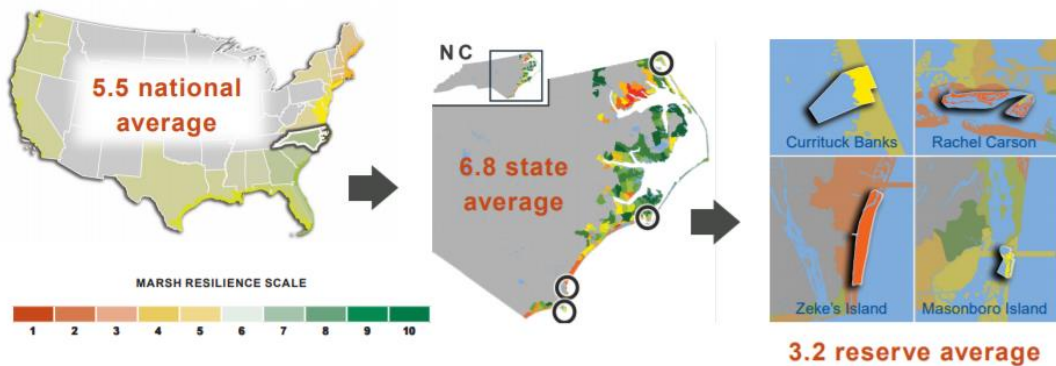 5.5 national
average
MARSH RESILIENCE SCALE
1 2 3 4 5 6 7 8 9 10
NC
6.8 state
average
Currituck Banks
Rachel Carson
Zeke's Island
Masonboro Island
3.2 reserve average